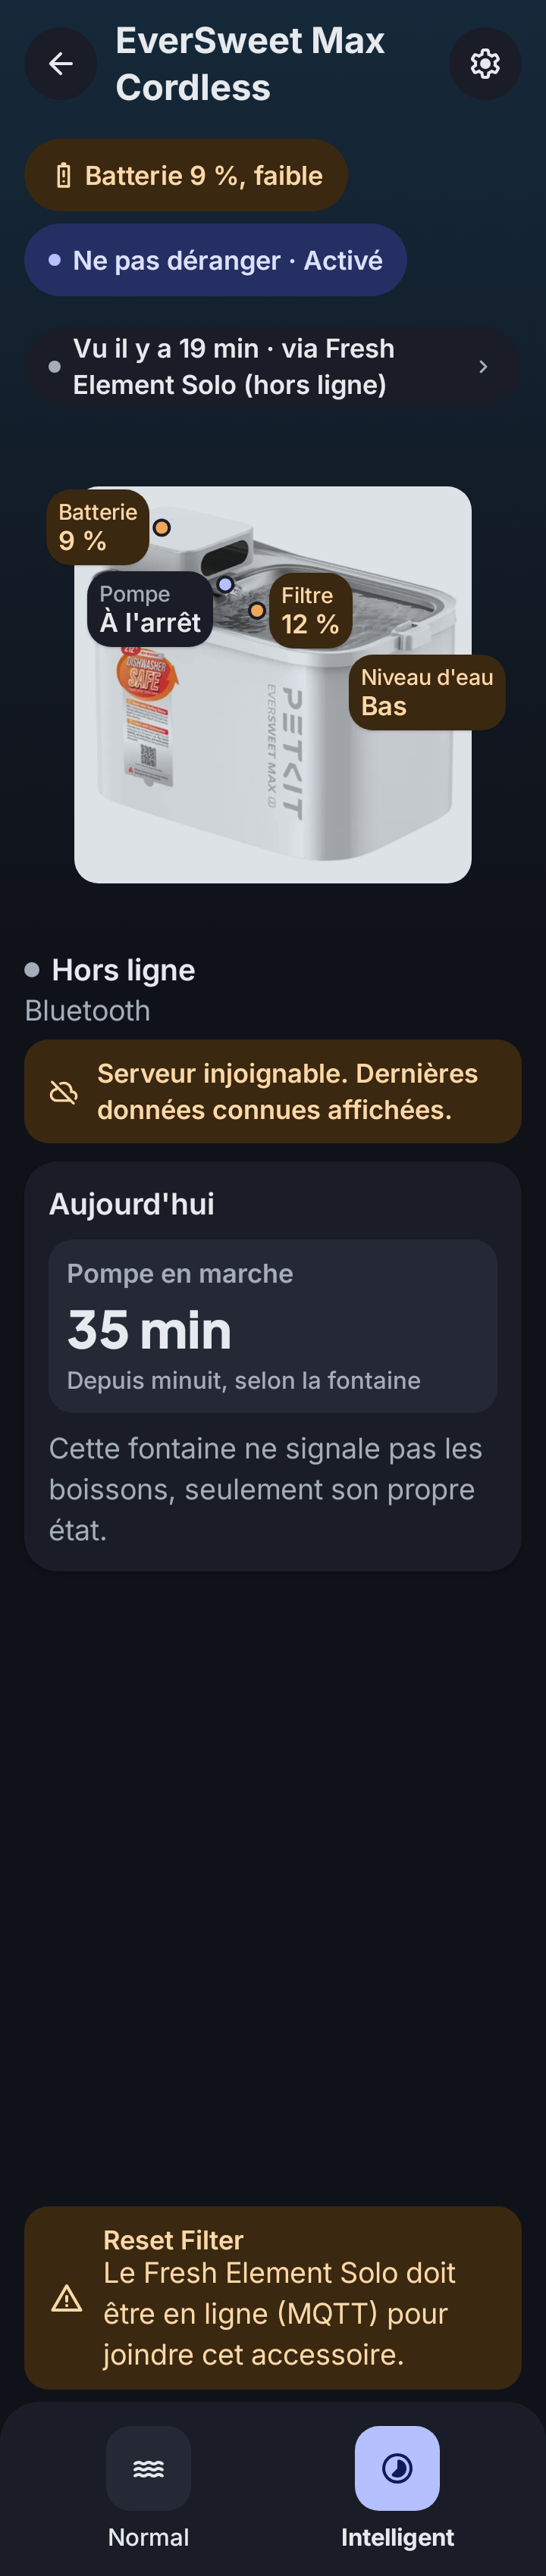 EverSweet Max
Cordless
Batterie 9 %, faible
Ne pas déranger · Activé
Vu il y a 19 min · via Fresh
Element Solo (hors ligne)
Batterie
9 %
Pompe
À l'arrêt
Filtre
12 %
Niveau d'eau
Bas
DISHWASHER
SAFE
PETKIT
EVERSWEET MAX
Hors ligne
Bluetooth
Serveur injoignable. Dernières
données connues affichées.
Aujourd'hui
Pompe en marche
35 min
Depuis minuit, selon la fontaine
Cette fontaine ne signale pas les
boissons, seulement son propre
état.
Reset Filter
Le Fresh Element Solo doit
être en ligne (MQTT) pour
joindre cet accessoire.
Normal
Intelligent